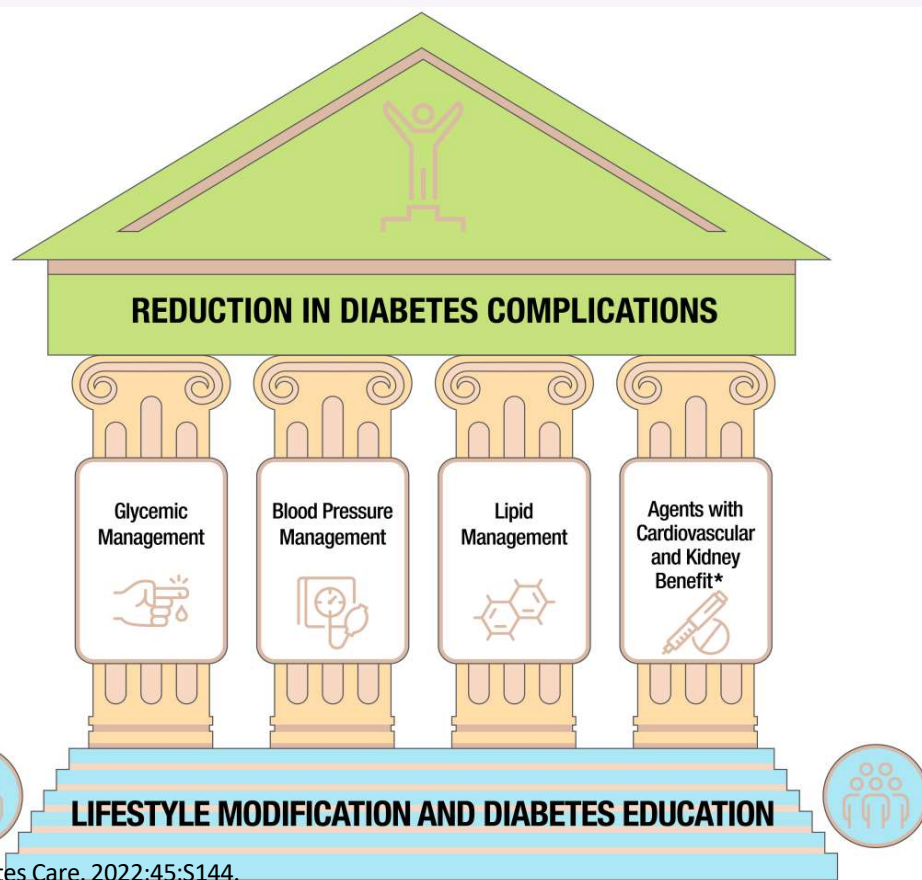 REDUCTION IN DIABETES COMPLICATIONS
Glycemic
Management
Blood Pressure
Management
Lipid
Management
Agents with
Cardiovascular
and Kidney
Benefit*
LIFESTYLE MODIFICATION AND DIABETES EDUCATION
Care. 2022;45:S144.